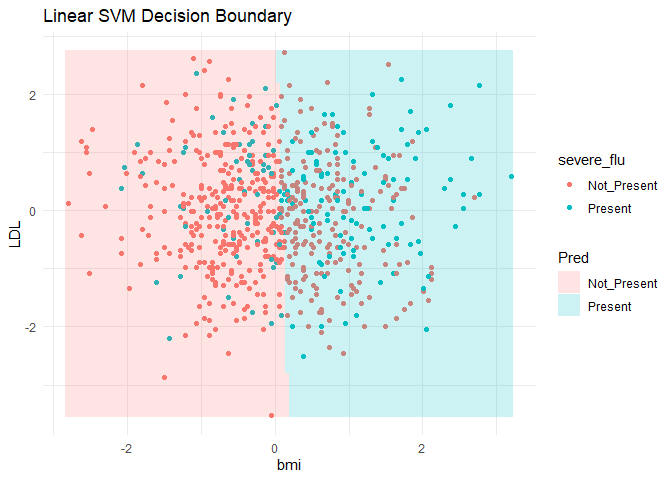 Linear SVM Decision Boundary
2
0
-2
LDL
-2
0
2
bmi
severe_flu
Not_Present
Present
Pred
Not_Present
Present